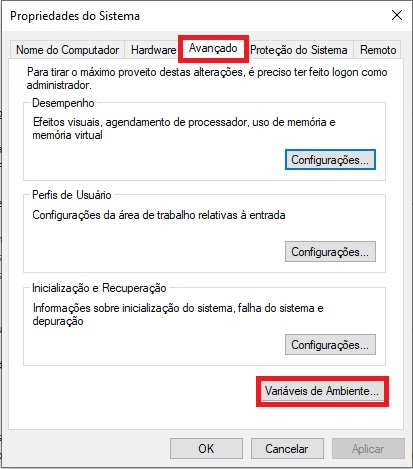 Propriedades do Sistema
Nome do Computador Hardware Avançado Proteção do Sistema Remoto
Para tirar o máximo proveito destas alterações, é preciso ter feito logon como
administrador.
Desempenho
Efeitos visuais, agendamento de processador, uso de memória e
memória virtual
Configurações...
Perfis de Usuário
Configurações da área de trabalho relativas à entrada
Configurações...
Inicialização e Recuperação
Informações sobre inicialização do sistema, falha do sistema e
depuração
Configurações...
Variáveis de Ambiente...
OK Cancelar Aplicar